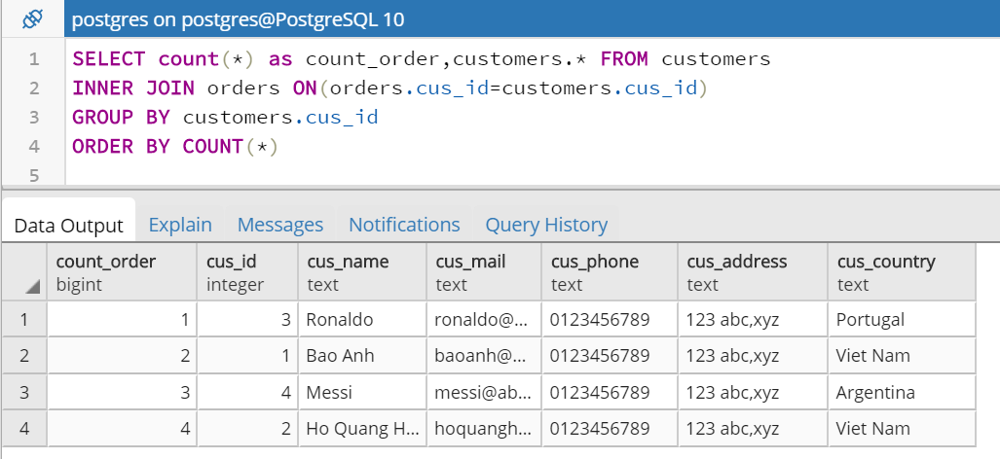 postgres on postgres@PostgreSQL 10
1 SELECT count(*) as count_order,customers.* FROM customers
2 INNER JOIN orders ON(orders.cus_id=customers.cus_id)
3 GROUP BY customers.cus_id
4 ORDER BY COUNT(*)
5
Data Output Explain Messages Notifications Query History
count_order cus_id cus_name cus_mail cus_phone cus_address cus_country
bigint integer text text text text text
1 1 3 Ronaldo ronaldo@... 0123456789 123 abc,xyz Portugal
2 2 1 Bao Anh baoanh@... 0123456789 123 abc,xyz Viet Nam
3 3 4 Messi messi@ab... 0123456789 123 abc,xyz Argentina
4 4 2 Ho Quang H... hoquangh... 0123456789 123 abc,xyz Viet Nam